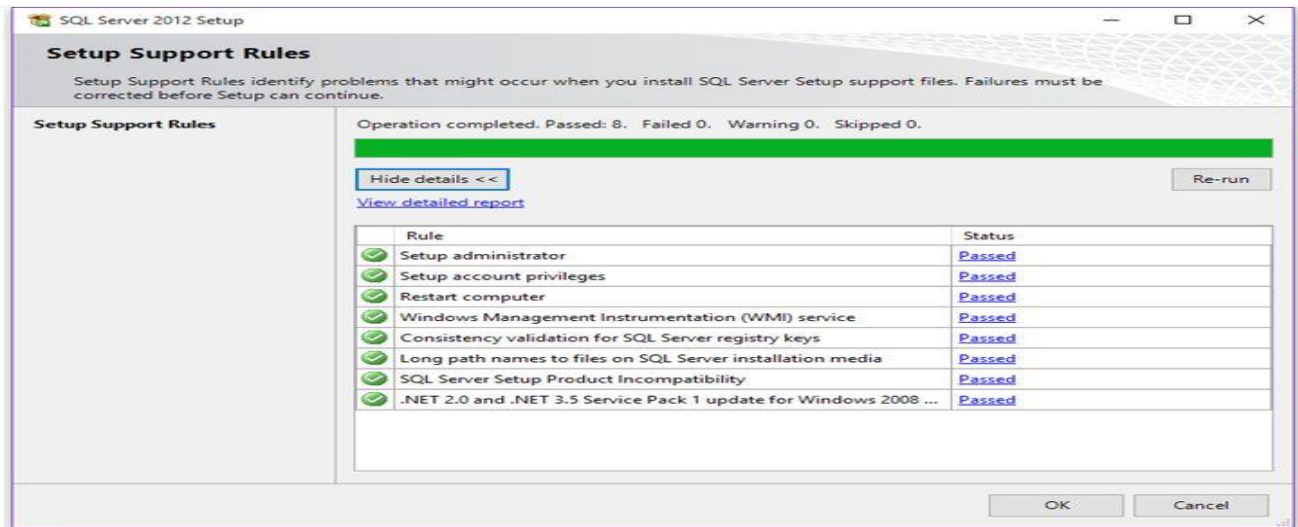 SQL Server 2012 Setup
Setup Support Rules
Setup Support Rules identify problems that might occur when you install SQL Server Setup support files. Failures must be
corrected before Setup can continue.
Setup Support Rules
Operation completed. Passed: 8. Failed 0. Warning 0. Skipped 0.
Hide details <<
Re-run
View detailed report
Rule Status
Setup administrator Passed
Setup account privileges Passed
Restart computer Passed
Windows Management Instrumentation (WMI) service Passed
Consistency validation for SQL Server registry keys Passed
Long path names to files on SQL Server installation media Passed
SQL Server Setup Product Incompatibility Passed
.NET 2.0 and .NET 3.5 Service Pack 1 update for Windows 2008 ... Passed
OK Cancel